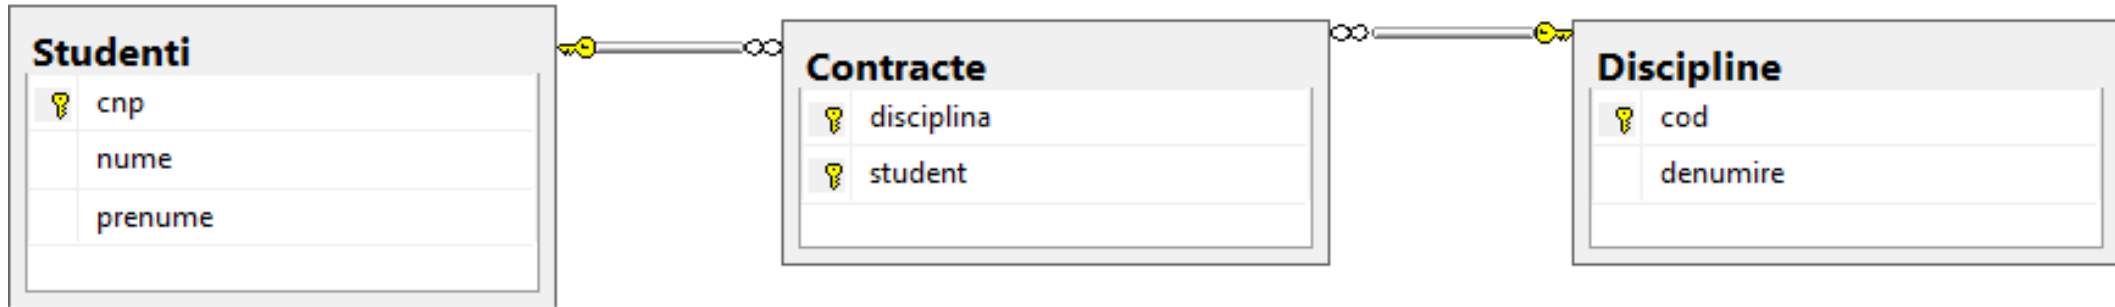 Studenti
cnp
nume
prenume
Contracte
disciplina
student
Discipline
cod
denumire